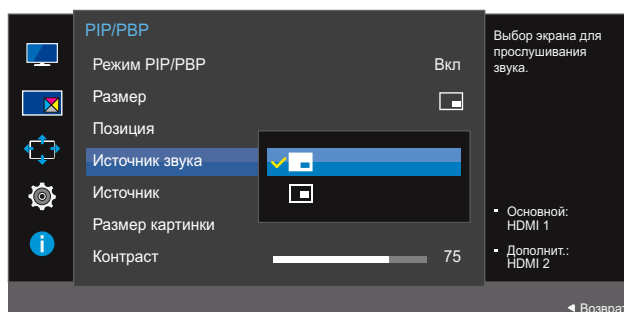 PIP/PBP
Режим PIP/PBP Вкл
Размер
Позиция
Источник звука
Источник
Размер картинки
Контраст 75
Выбор экрана для
прослушивания
звука.
Основной:
HDMI 1
Дополнит.:
HDMI 2